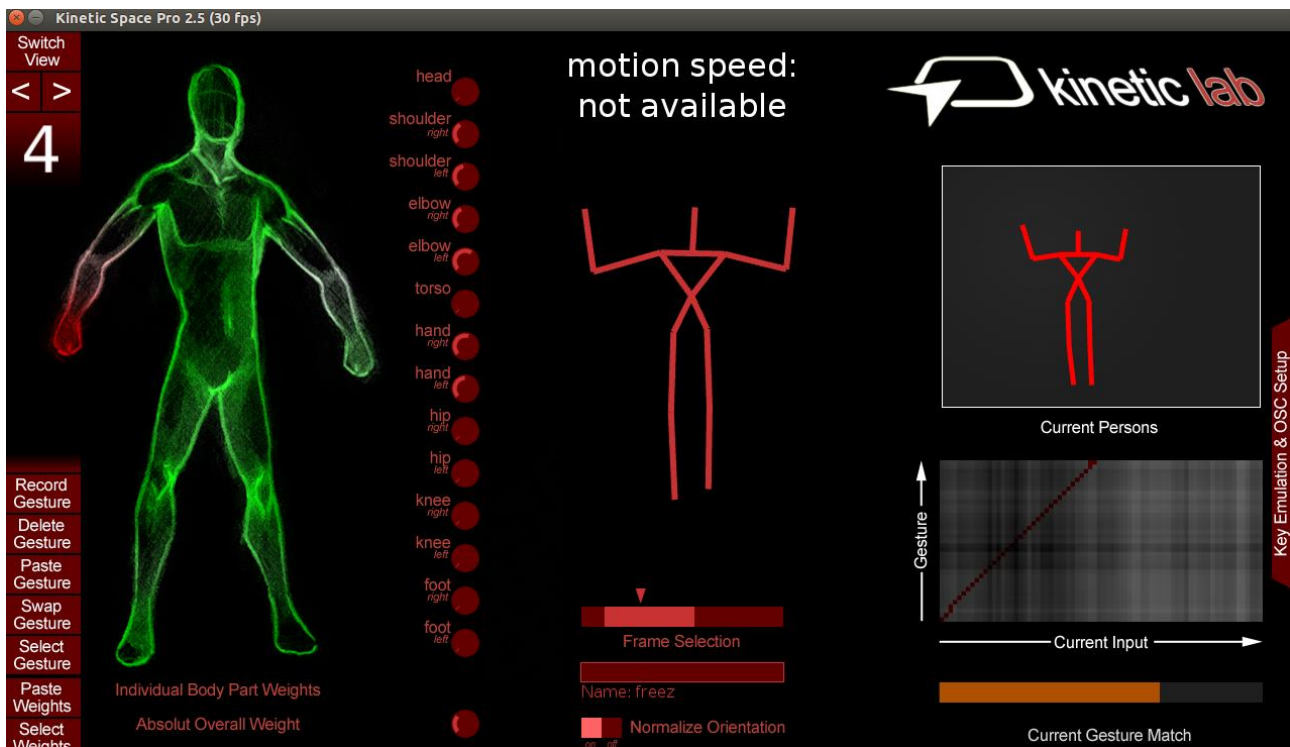 Kinetic Space Pro 2.5 (30 fps)
Switch
View
< >
4
Record
Gesture
Delete
Gesture
Paste
Gesture
Swap
Gesture
Select
Gesture
Paste
Weights
Select
Weights
head
shoulder
right
shoulder
left
elbow
right
elbow
left
torso
hand
right
hand
left
hip
right
hip
left
knee
right
knee
left
foot
right
foot
left
Individual Body Part Weights
Absolut Overall Weight
motion speed:
not available
Frame Selection
Name: freez
Normalize Orientation
on off
kinetic lab
Current Persons
Gesture
Current Input
Current Gesture Match
Key Emulation & OSC Setup